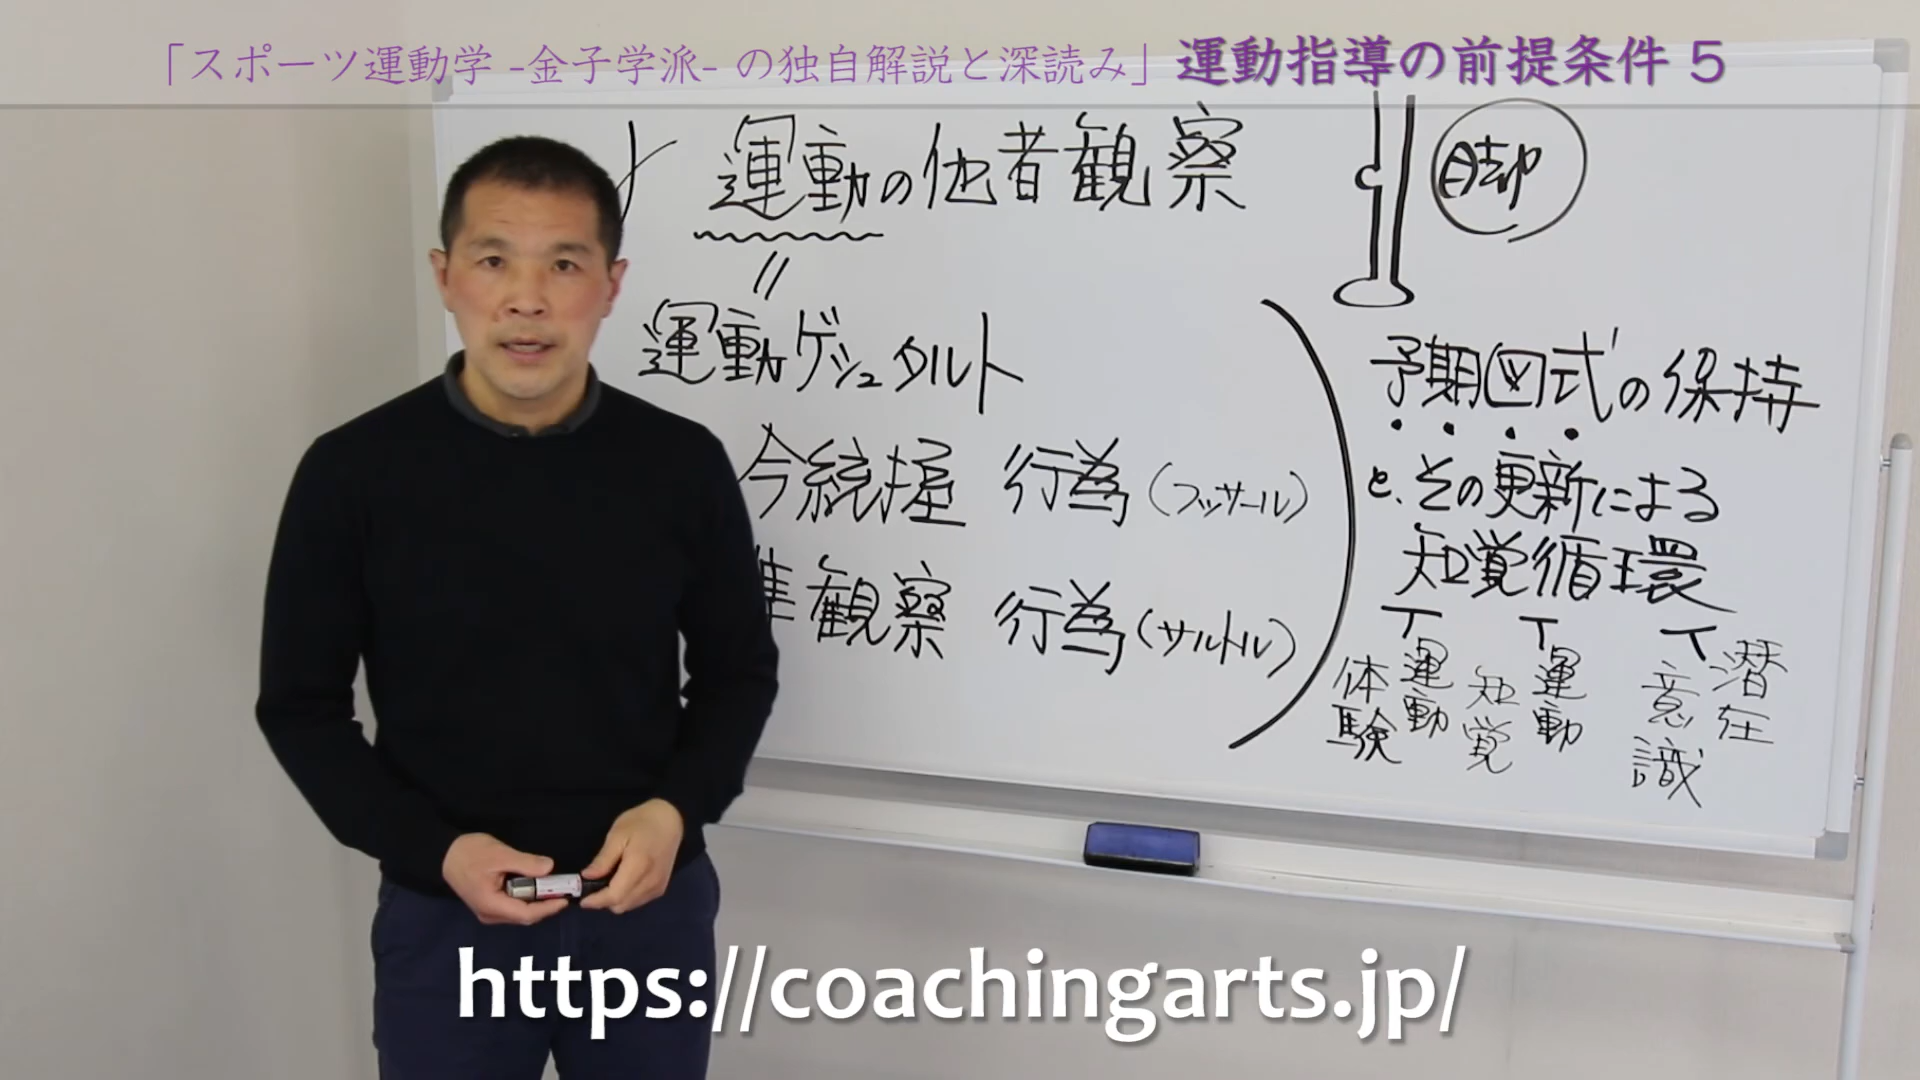 「スポーツ運動学 -金子学派- の独自解説と深読み」運動指導の前提条件 5
運動の他者観察
運動ゲシュタルト
今統握 行為(フッサール)
準観察 行為(サルトル)
脚
予期図式の保持
と、その更新による
知覚循環
体験 運動 知覚 運動 意識 潜在
https://coachingarts.jp/